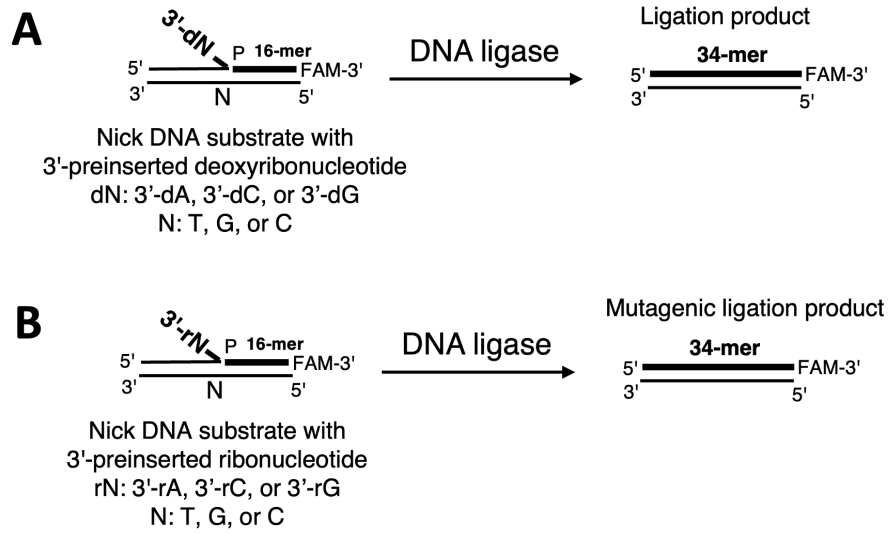 A
3'-dN
P 16-mer
5' FAM-3'
3' N 5'
DNA ligase
Ligation product
34-mer
5' FAM-3'
3' 5'
Nick DNA substrate with
3'-preinserted deoxyribonucleotide
dN: 3'-dA, 3'-dC, or 3'-dG
N: T, G, or C
B
3'-rN
P 16-mer
5' FAM-3'
3' N 5'
DNA ligase
Mutagenic ligation product
34-mer
5' FAM-3'
3' 5'
Nick DNA substrate with
3'-preinserted ribonucleotide
rN: 3'-rA, 3'-rC, or 3'-rG
N: T, G, or C